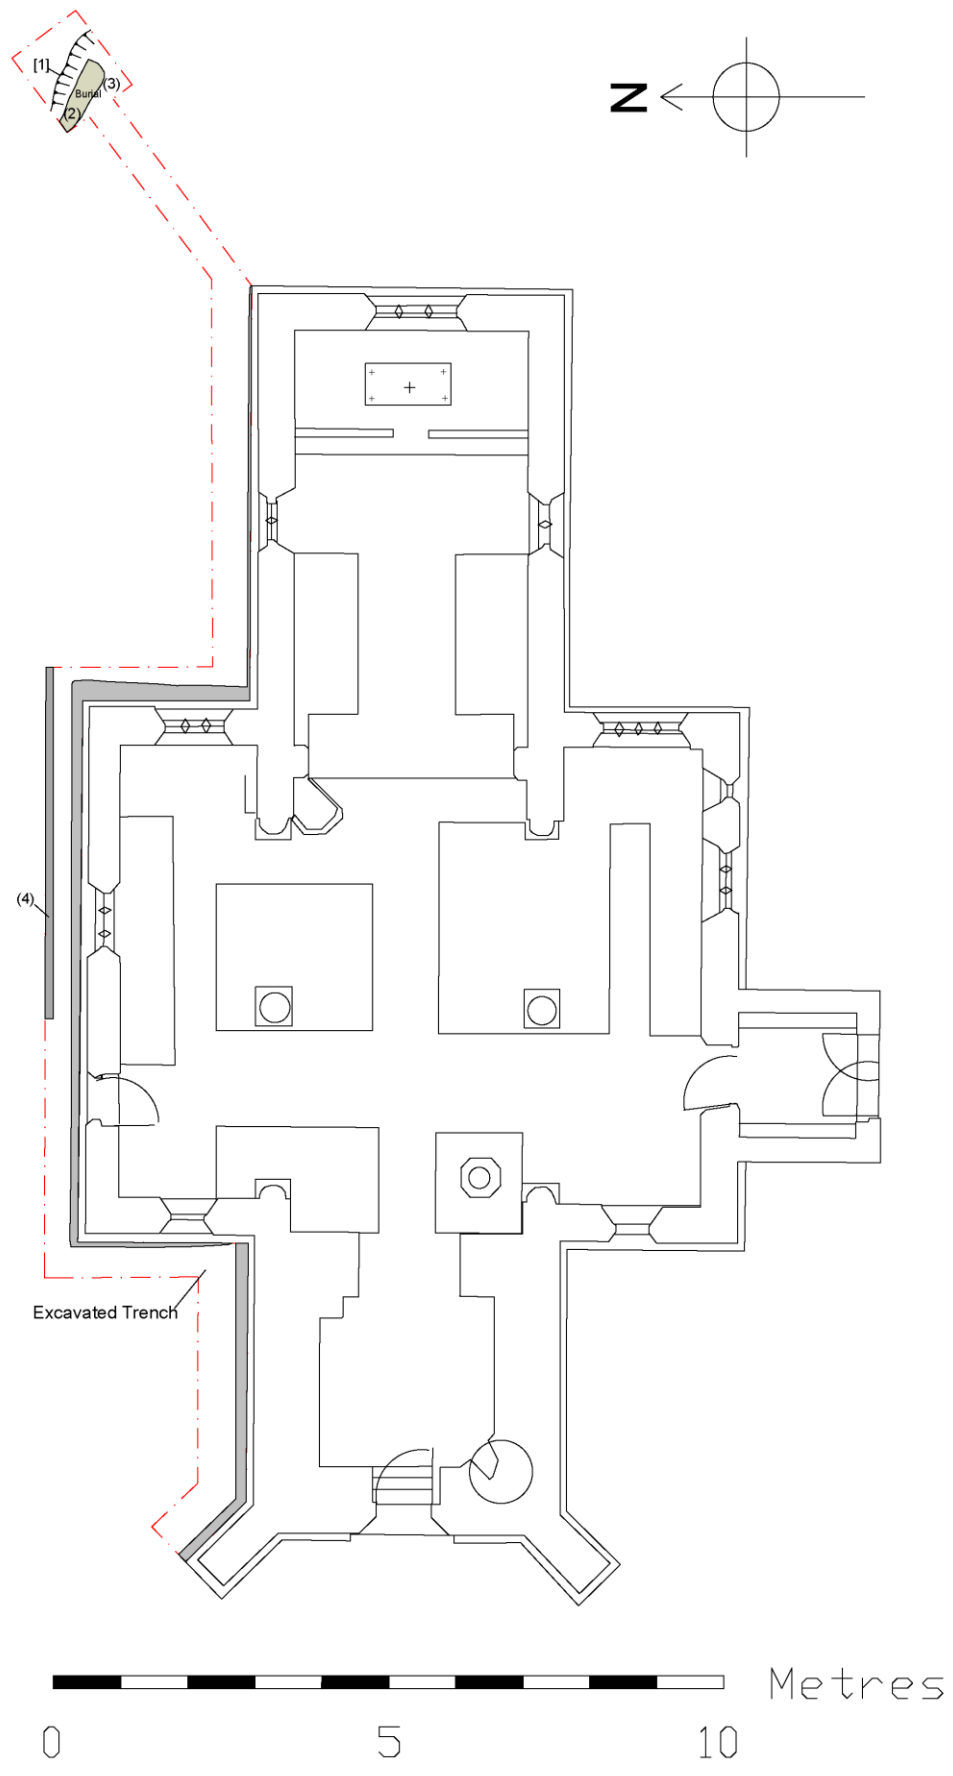 [1]
(3)
Burial
(2)
N
(4)
Excavated Trench
Metres
0 5 10